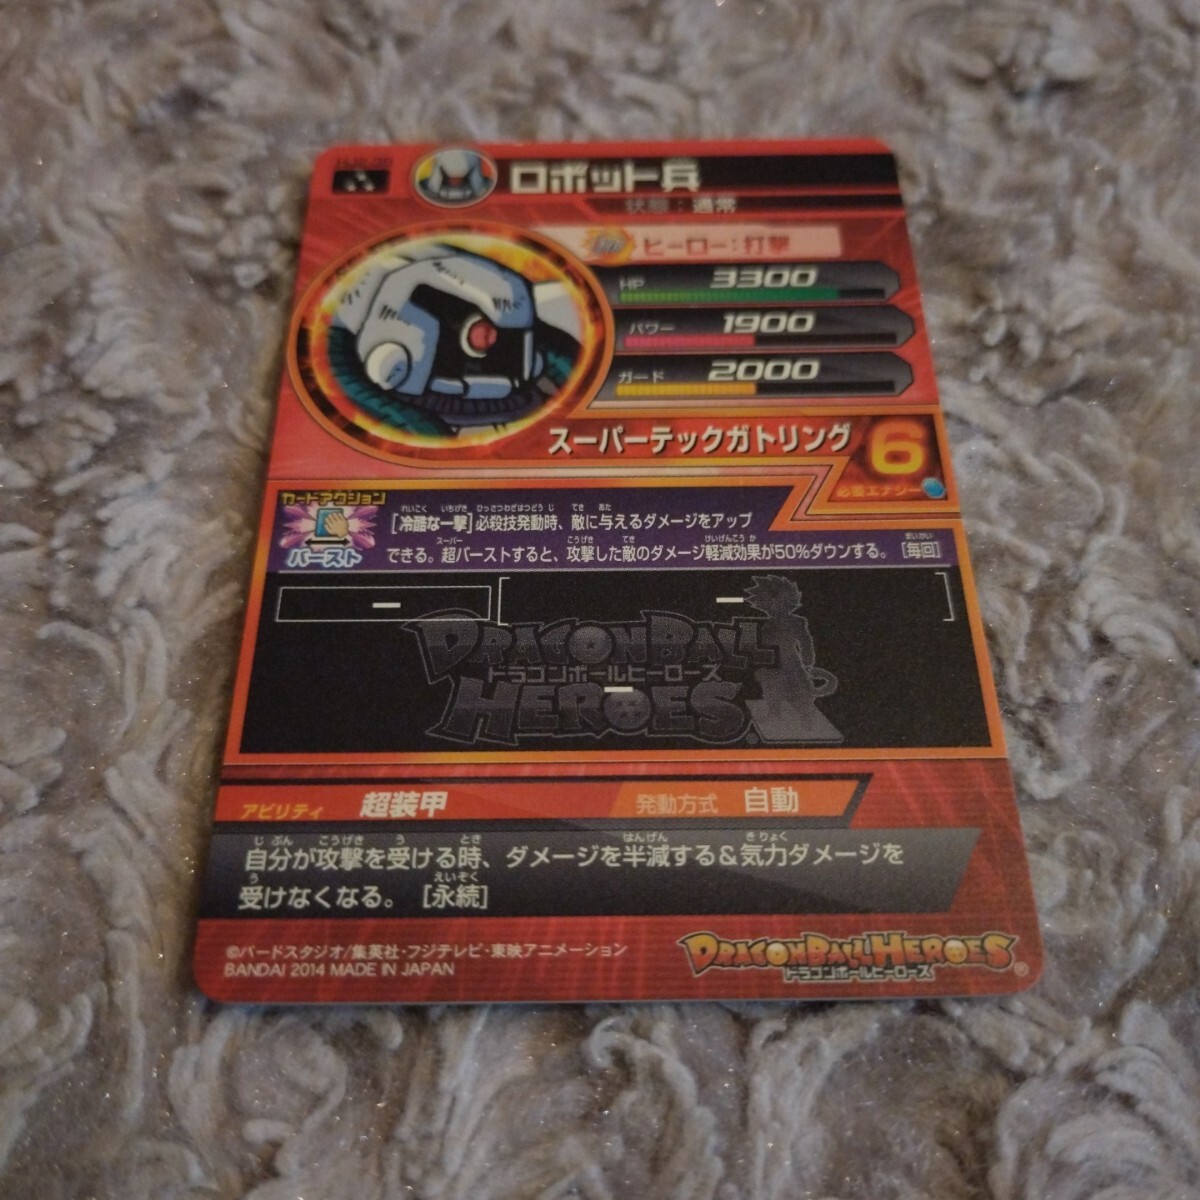 ロボット兵
状態：通常
ヒーロー：打撃
HP 3300
パワー 1900
ガード 2000
スーパーテックガトリング 6
必要エナジー
カードアクション
バースト
[冷酷な一撃]必殺技発動時、敵に与えるダメージをアップ
できる。超バーストすると、攻撃した敵のダメージ軽減効果が50%ダウンする。 [毎回]
DRAGON BALL
ドラゴンボールヒーローズ
HEROES
アビリティ 超装甲 発動方式 自動
自分が攻撃を受ける時、ダメージを半減する&気力ダメージを
受けなくなる。 [永続]
©バードスタジオ/集英社・フジテレビ・東映アニメーション
BANDAI 2014 MADE IN JAPAN
DRAGON BALL HEROES
ドラゴンボールヒーローズ